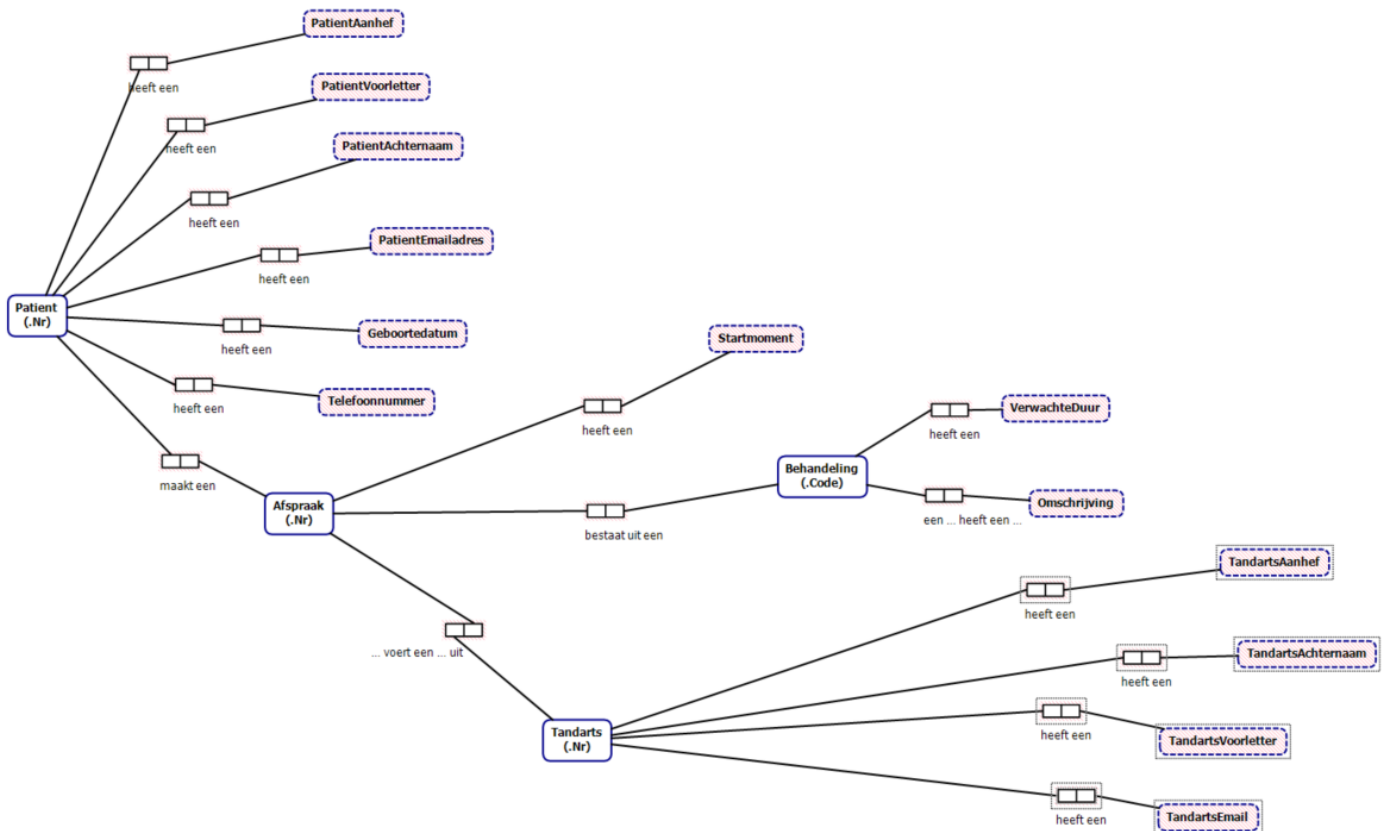 PatientAanhef
heeft een
PatientVoorletter
heeft een
PatientAchternaam
heeft een
PatientEmailadres
heeft een
Patient
(.Nr)
Geboortedatum
heeft een
Telefoonnummer
heeft een
maakt een
Startmoment
heeft een
VerwachteDuur
heeft een
Behandeling
(.Code)
Omschrijving
een ... heeft een ...
Afspraak
(.Nr)
bestaat uit een
TandartsAanhef
heeft een
... voert een ... uit
TandartsAchternaam
heeft een
Tandarts
(.Nr)
TandartsVoorletter
heeft een
TandartsEmail
heeft een